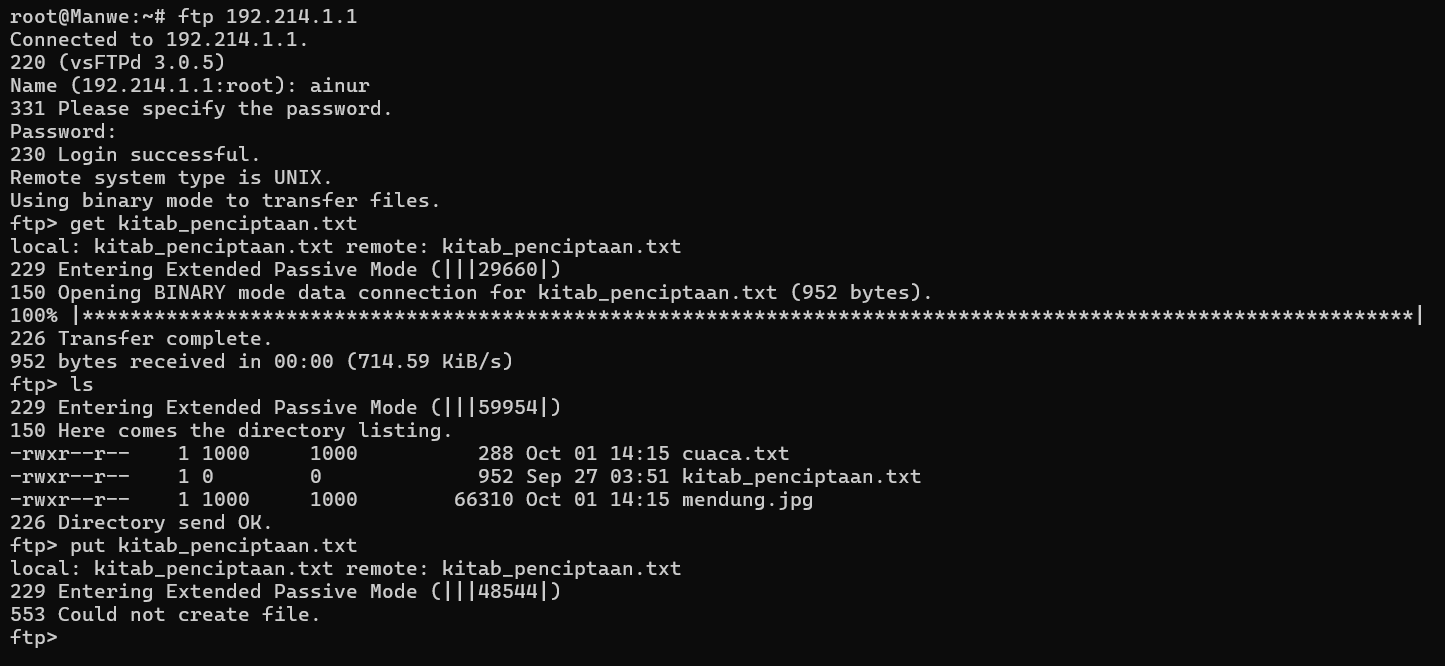 root@Manwe:~# ftp 192.214.1.1
Connected to 192.214.1.1.
220 (vsFTPd 3.0.5)
Name (192.214.1.1:root): ainur
331 Please specify the password.
Password:
230 Login successful.
Remote system type is UNIX.
Using binary mode to transfer files.
ftp> get kitab_penciptaan.txt
local: kitab_penciptaan.txt remote: kitab_penciptaan.txt
229 Entering Extended Passive Mode (|||29660|)
150 Opening BINARY mode data connection for kitab_penciptaan.txt (952 bytes).
100% |***************************************************************************************************************|
226 Transfer complete.
952 bytes received in 00:00 (714.59 KiB/s)
ftp> ls
229 Entering Extended Passive Mode (|||59954|)
150 Here comes the directory listing.
-rwxr--r--    1 1000     1000          288 Oct 01 14:15 cuaca.txt
-rwxr--r--    1 0        0             952 Sep 27 03:51 kitab_penciptaan.txt
-rwxr--r--    1 1000     1000        66310 Oct 01 14:15 mendung.jpg
226 Directory send OK.
ftp> put kitab_penciptaan.txt
local: kitab_penciptaan.txt remote: kitab_penciptaan.txt
229 Entering Extended Passive Mode (|||48544|)
553 Could not create file.
ftp>